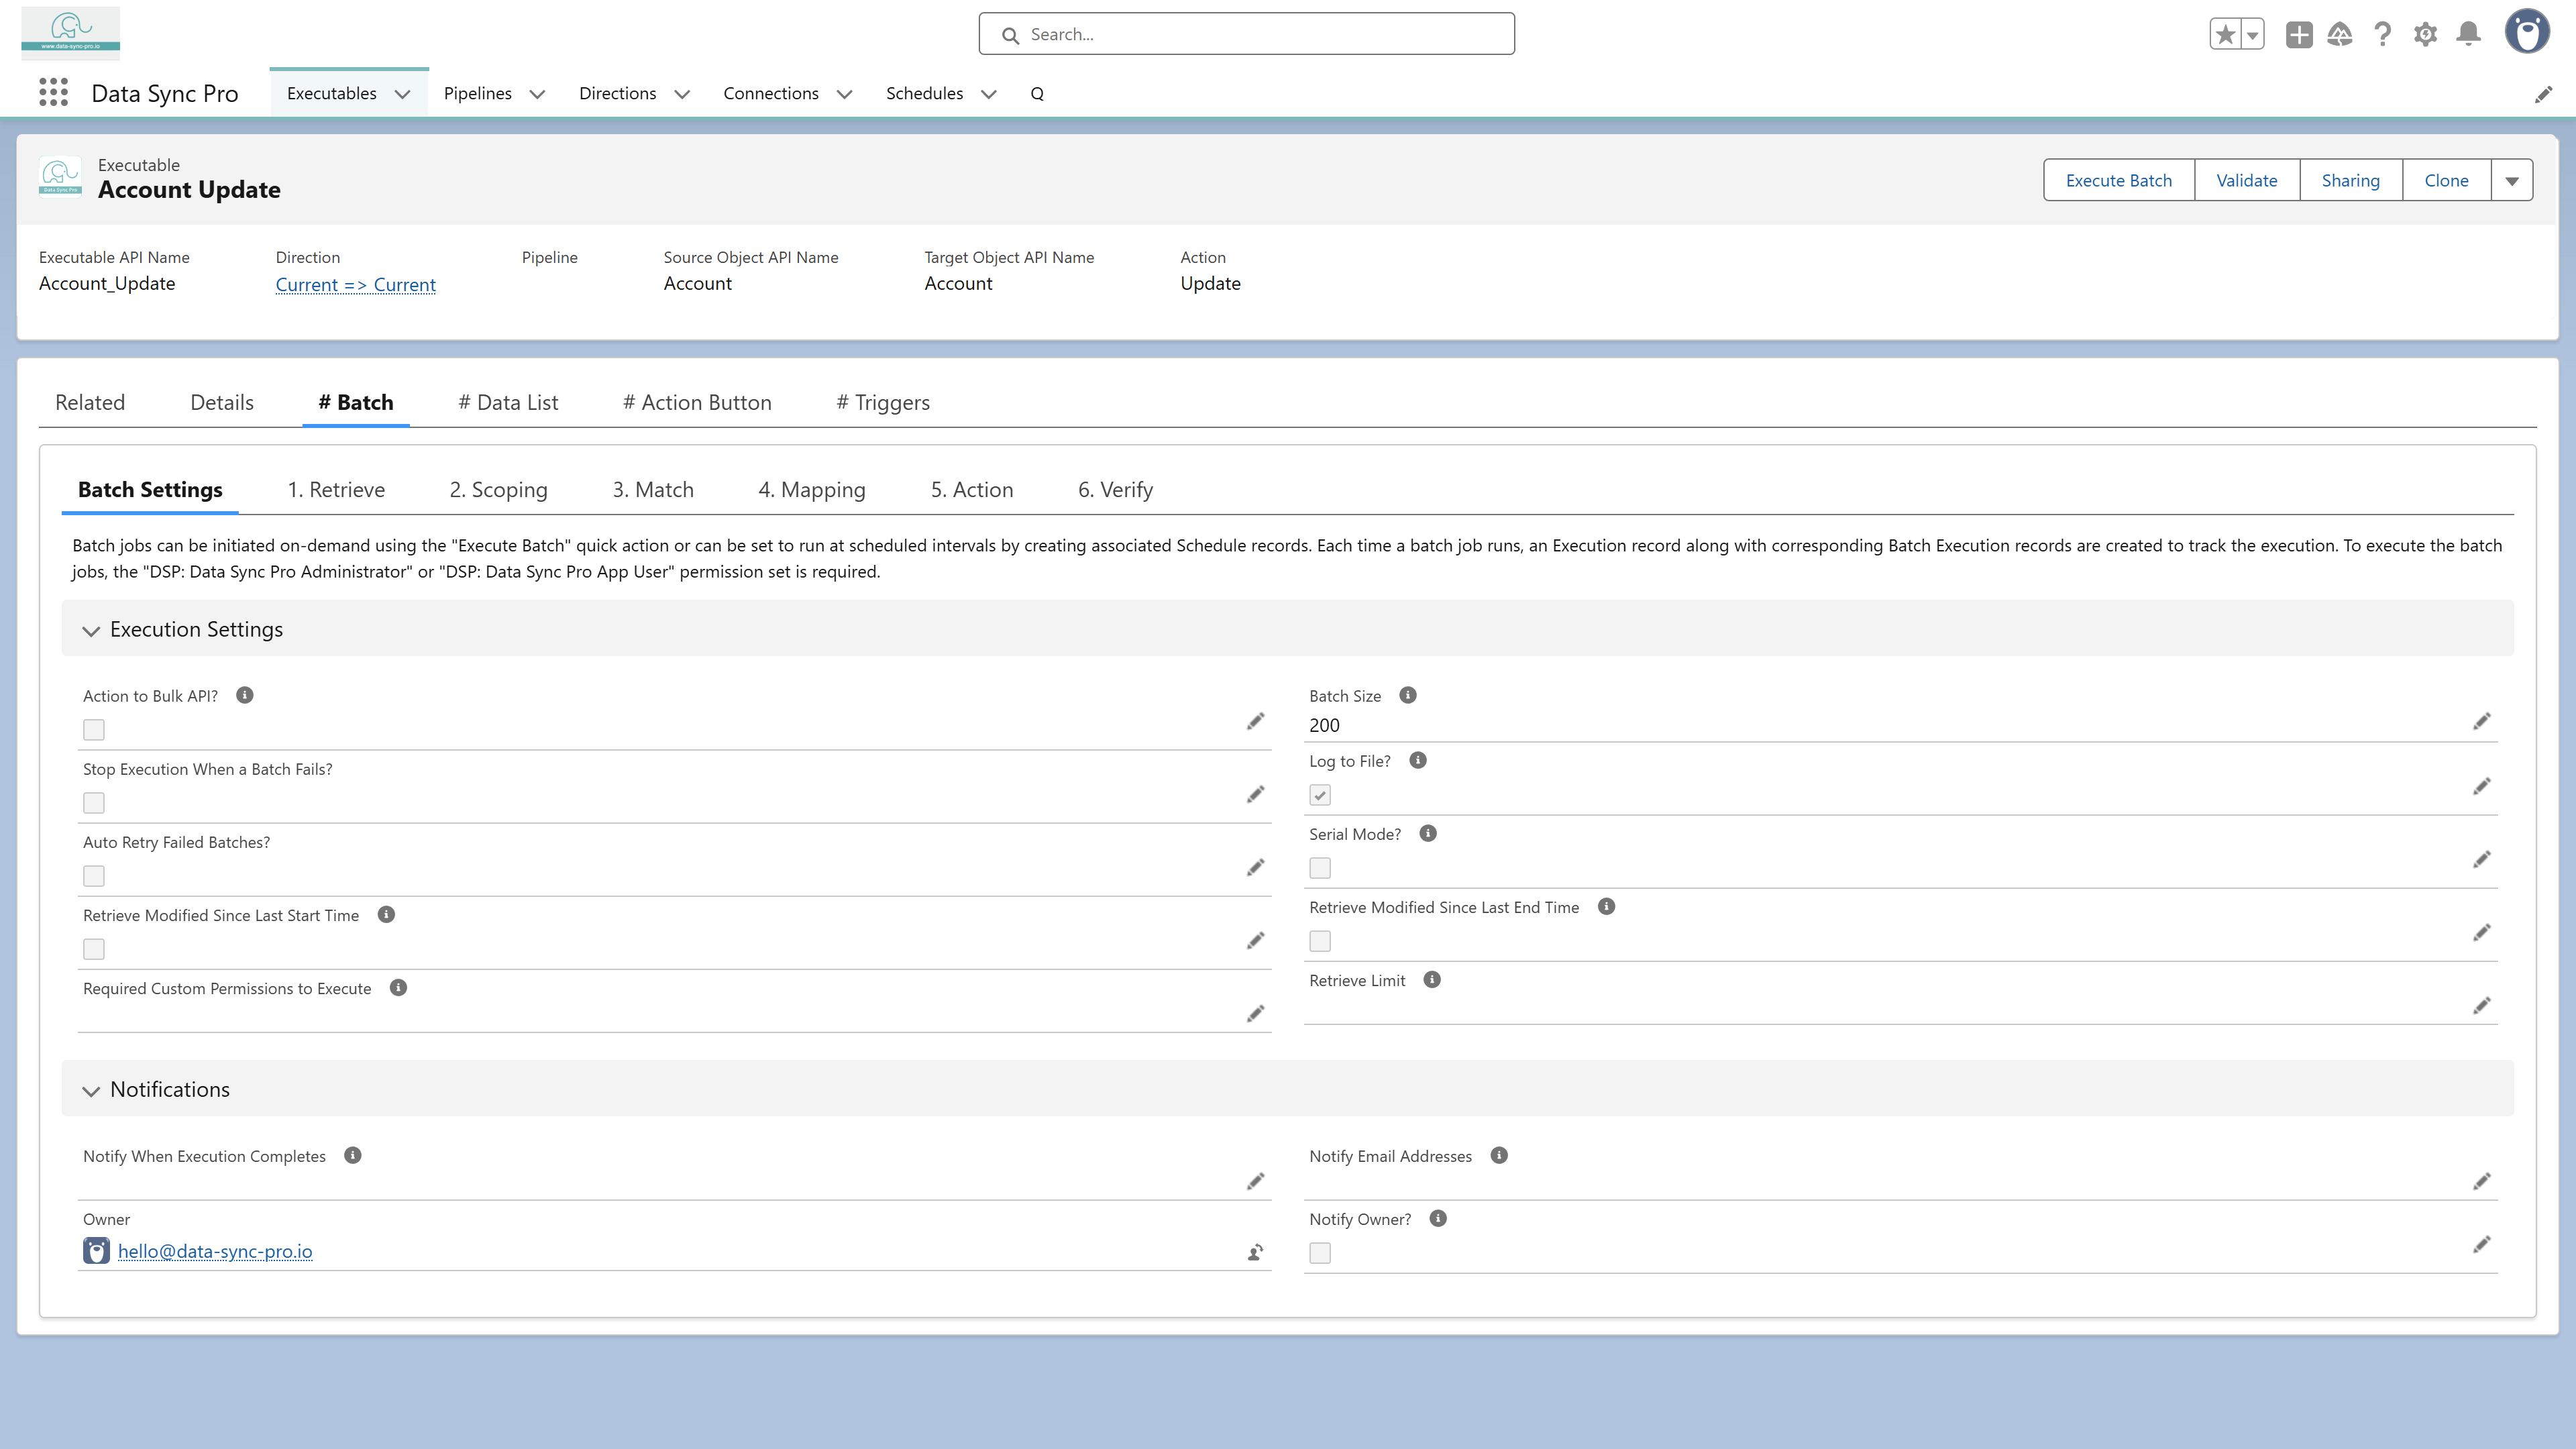 www.data-sync-pro.io
Search...
Data Sync Pro
Executables
Pipelines
Directions
Connections
Schedules
Q
Data Sync Pro
Executable
Account Update
Execute Batch
Validate
Sharing
Clone
Executable API Name
Direction
Pipeline
Source Object API Name
Target Object API Name
Action
Account_Update
Current => Current
Account
Account
Update
Related
Details
# Batch
# Data List
# Action Button
# Triggers
Batch Settings
1. Retrieve
2. Scoping
3. Match
4. Mapping
5. Action
6. Verify
Batch jobs can be initiated on-demand using the "Execute Batch" quick action or can be set to run at scheduled intervals by creating associated Schedule records. Each time a batch job runs, an Execution record along with corresponding Batch Execution records are created to track the execution. To execute the batch
jobs, the "DSP: Data Sync Pro Administrator" or "DSP: Data Sync Pro App User" permission set is required.
Execution Settings
Action to Bulk API?
Batch Size
200
Stop Execution When a Batch Fails?
Log to File?
Auto Retry Failed Batches?
Serial Mode?
Retrieve Modified Since Last Start Time
Retrieve Modified Since Last End Time
Required Custom Permissions to Execute
Retrieve Limit
Notifications
Notify When Execution Completes
Notify Email Addresses
Owner
hello@data-sync-pro.io
Notify Owner?